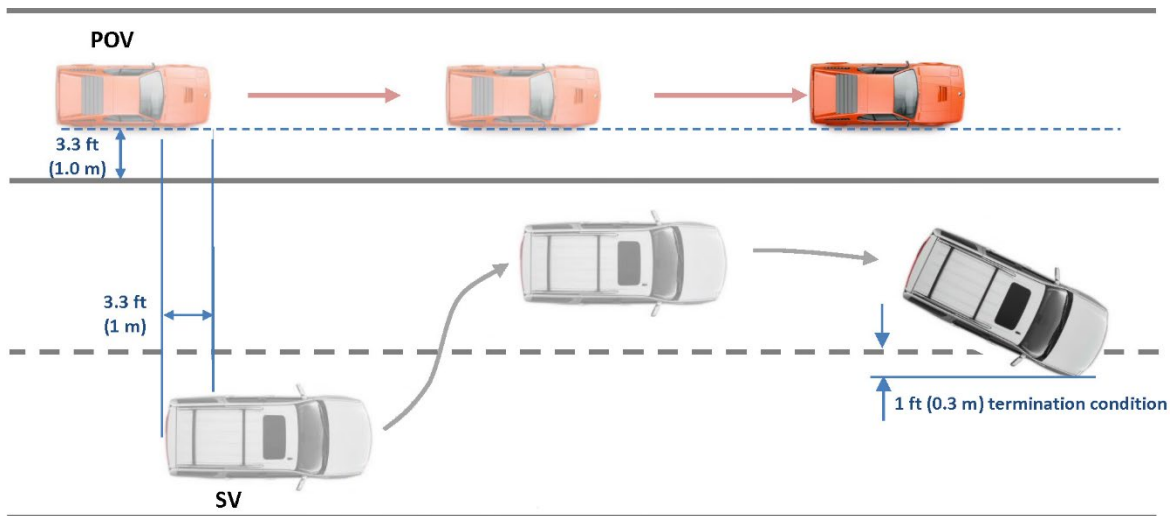 POV
3.3 ft
(1.0 m)
3.3 ft
(1 m)
1 ft (0.3 m) termination condition
SV